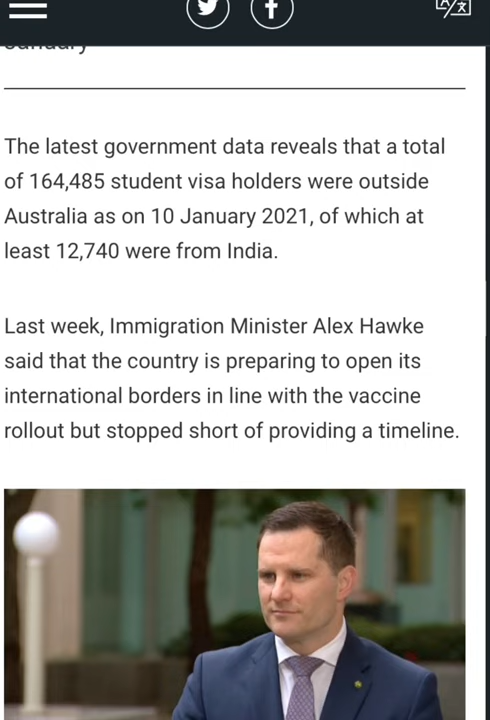 January
The latest government data reveals that a total
of 164,485 student visa holders were outside
Australia as on 10 January 2021, of which at
least 12,740 were from India.
Last week, Immigration Minister Alex Hawke
said that the country is preparing to open its
international borders in line with the vaccine
rollout but stopped short of providing a timeline.